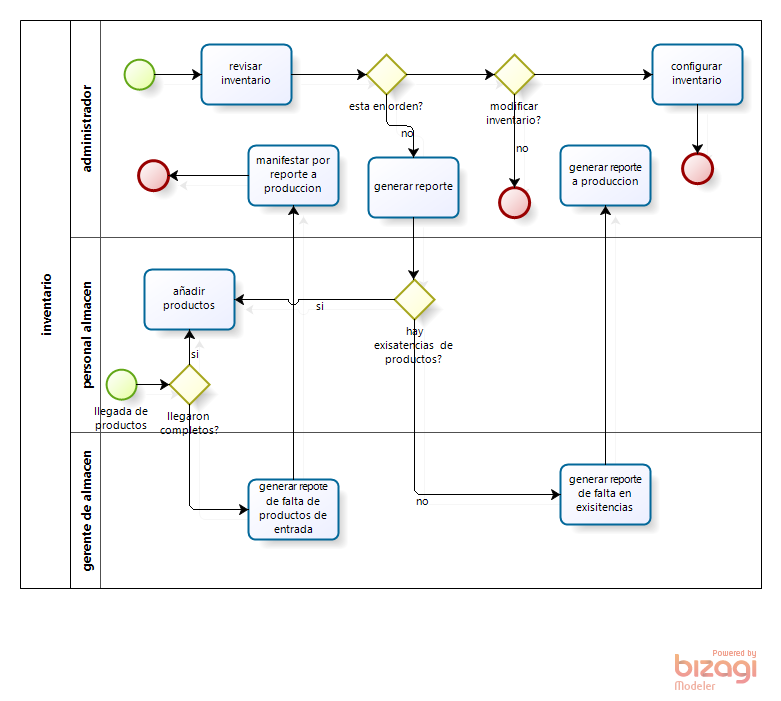 inventario
administrador
revisar
inventario
esta en orden?
no
modificar
inventario?
no
configurar
inventario
manifestar por
reporte a
produccion
generar reporte
generar reporte
a produccion
personal almacen
añadir
productos
si
hay
exisatencias de
productos?
si
llegada de
productos
llegaron
completos?
gerente de almacen
generar repote
de falta de
productos de
entrada
no
generar reporte
de falta en
exisitencias
Powered by
bizagi
Modeler